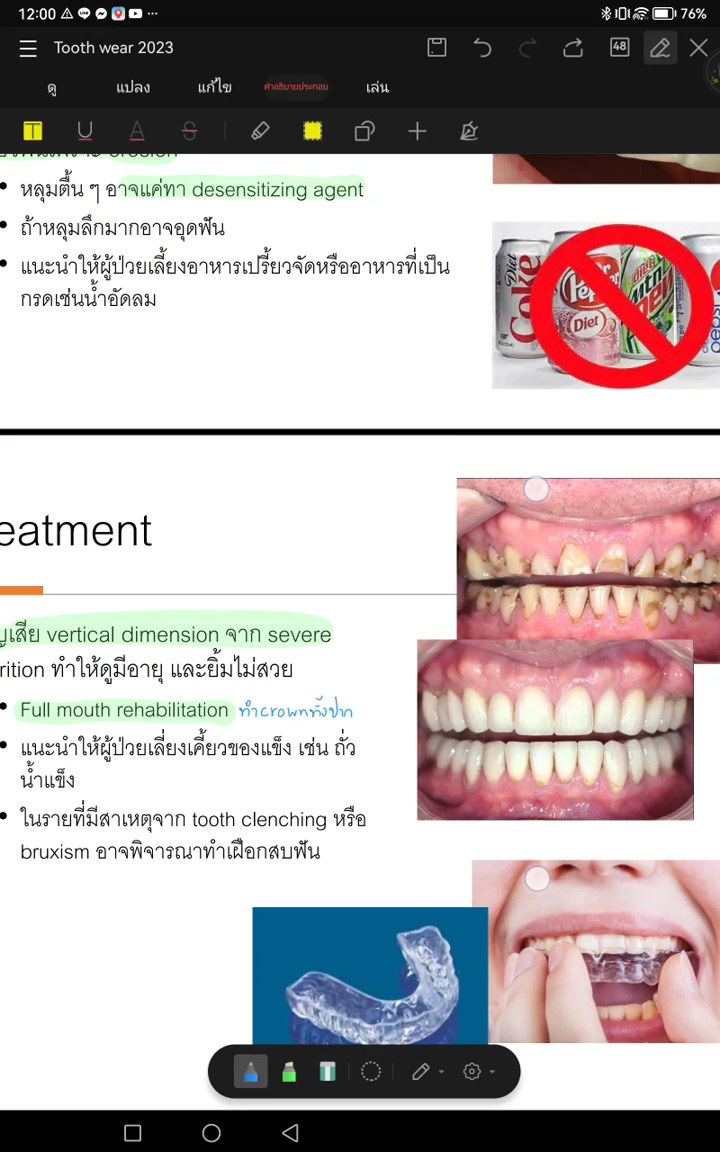 12:00
76%
Tooth wear 2023
48
ดู แปลง แก้ไข คำอธิบายประกอบ เล่น
T U A S
erosion
หลุมตื้น ๆ อาจแค่ทา desensitizing agent
ถ้าหลุมลึกมากอาจอุดฟัน
แนะนำให้ผู้ป่วยเลี้ยงอาหารเปรี้ยวจัดหรืออาหารที่เป็น
กรดเช่นน้ำอัดลม
Diet Coke
Diet
eatment
ญเสีย vertical dimension จาก severe
rition ทำให้ดูมีอายุ และยิ้มไม่สวย
Full mouth rehabilitation ทำcrownทั้งปาก
แนะนำให้ผู้ป่วยเลี่ยงเคี้ยวของแข็ง เช่น ถั่ว
น้ำแข็ง
ในรายที่มีสาเหตุจาก tooth clenching หรือ
bruxism อาจพิจารณาทำเฝือกสบฟัน